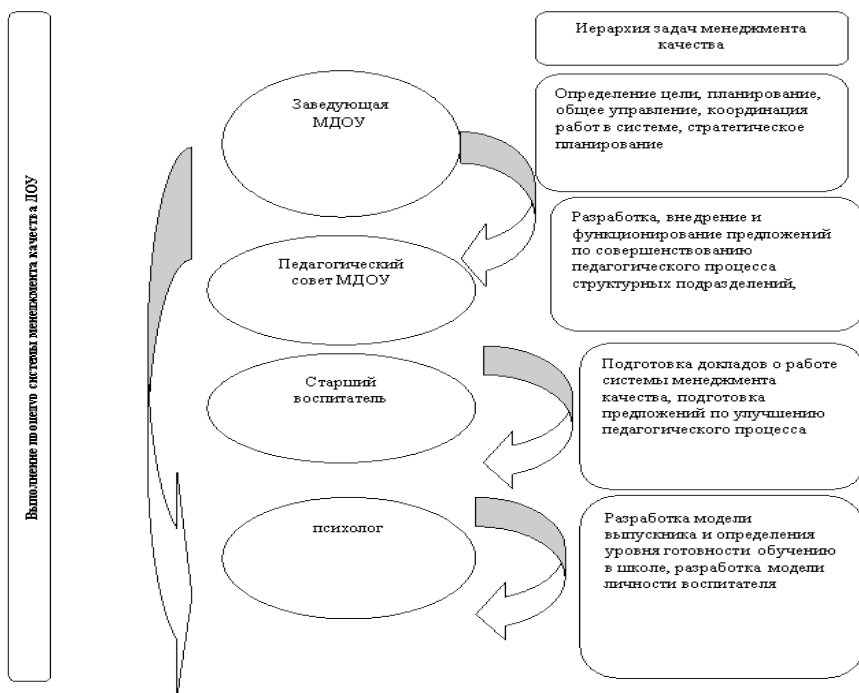 Выполнение процессов системы менеджмента качества ДОУ
Иерархия задач менеджмента
качества
Заведующая
МДОУ
Определение цели, планирование,
общее управление, координация
работ в системе, стратегическое
планирование
Педагогический
совет МДОУ
Разработка, внедрение и
функционирование предложений
по совершенствованию
педагогического процесса
структурных подразделений,
Старший
воспитатель
Подготовка докладов о работе
системы менеджмента
качества, подготовка
предложений по улучшению
педагогического процесса
психолог
Разработка модели
выпускника и определения
уровня готовности обучению
в школе, разработка модели
личности воспитателя